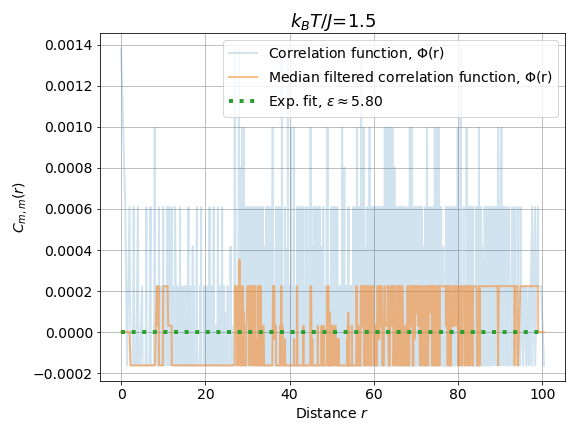 k_BT/J=1.5
Correlation function, Φ(r)
Median filtered correlation function, Φ(r)
Exp. fit, ε ≈ 5.80
C_{m,m}(r)
0.0014
0.0012
0.0010
0.0008
0.0006
0.0004
0.0002
0.0000
−0.0002
0 20 40 60 80 100
Distance r